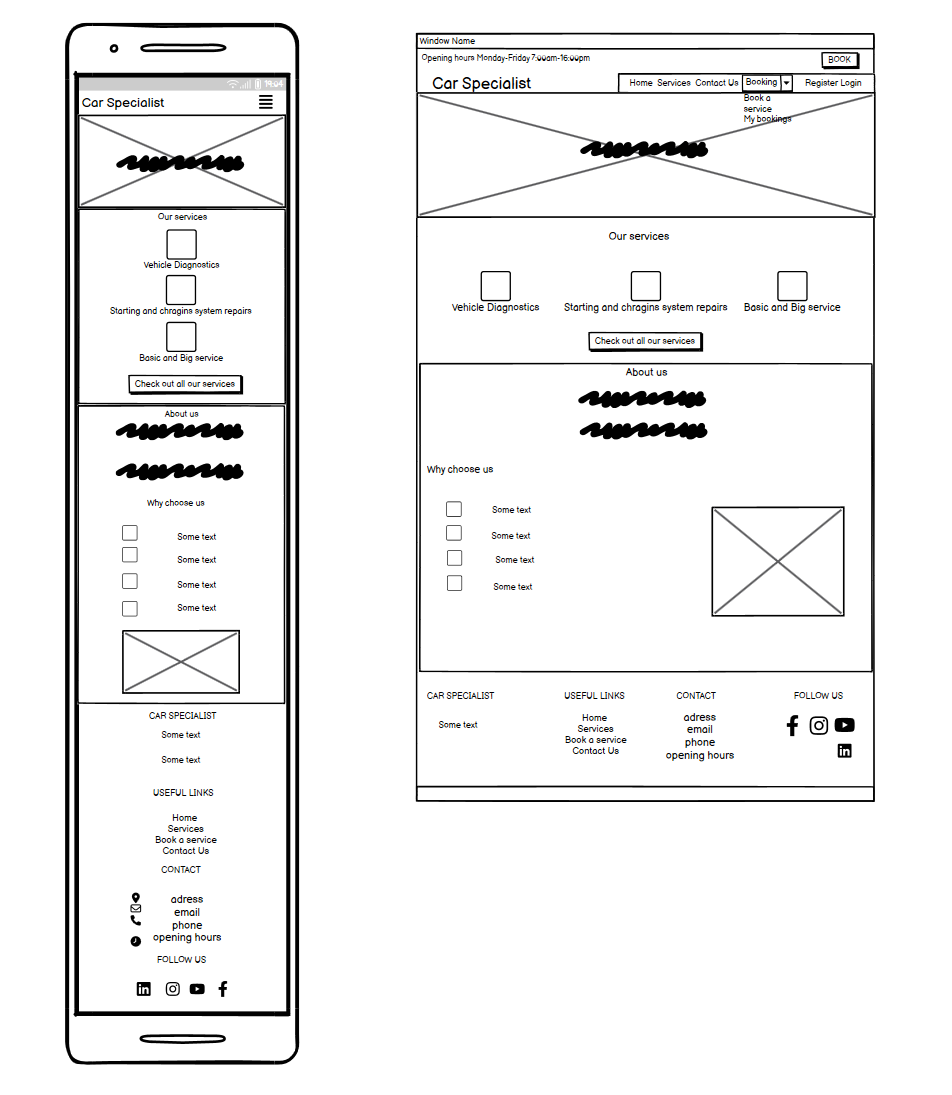 19:04
Car Specialist
Our services
Vehicle Diagnostics
Starting and chragins system repairs
Basic and Big service
Check out all our services
About us
Why choose us
Some text
Some text
Some text
Some text
CAR SPECIALIST
Some text
Some text
USEFUL LINKS
Home
Services
Book a service
Contact Us
CONTACT
adress
email
phone
opening hours
FOLLOW US
Window Name
Opening hours Monday-Friday 7:00am-16:00pm
BOOK
Car Specialist
Home Services Contact Us Booking Register Login
Book a
service
My bookings
Our services
Vehicle Diagnostics Starting and chragins system repairs Basic and Big service
Check out all our services
About us
Why choose us
Some text
Some text
Some text
Some text
CAR SPECIALIST USEFUL LINKS CONTACT FOLLOW US
Some text
Home
Services
Book a service
Contact Us
adress
email
phone
opening hours